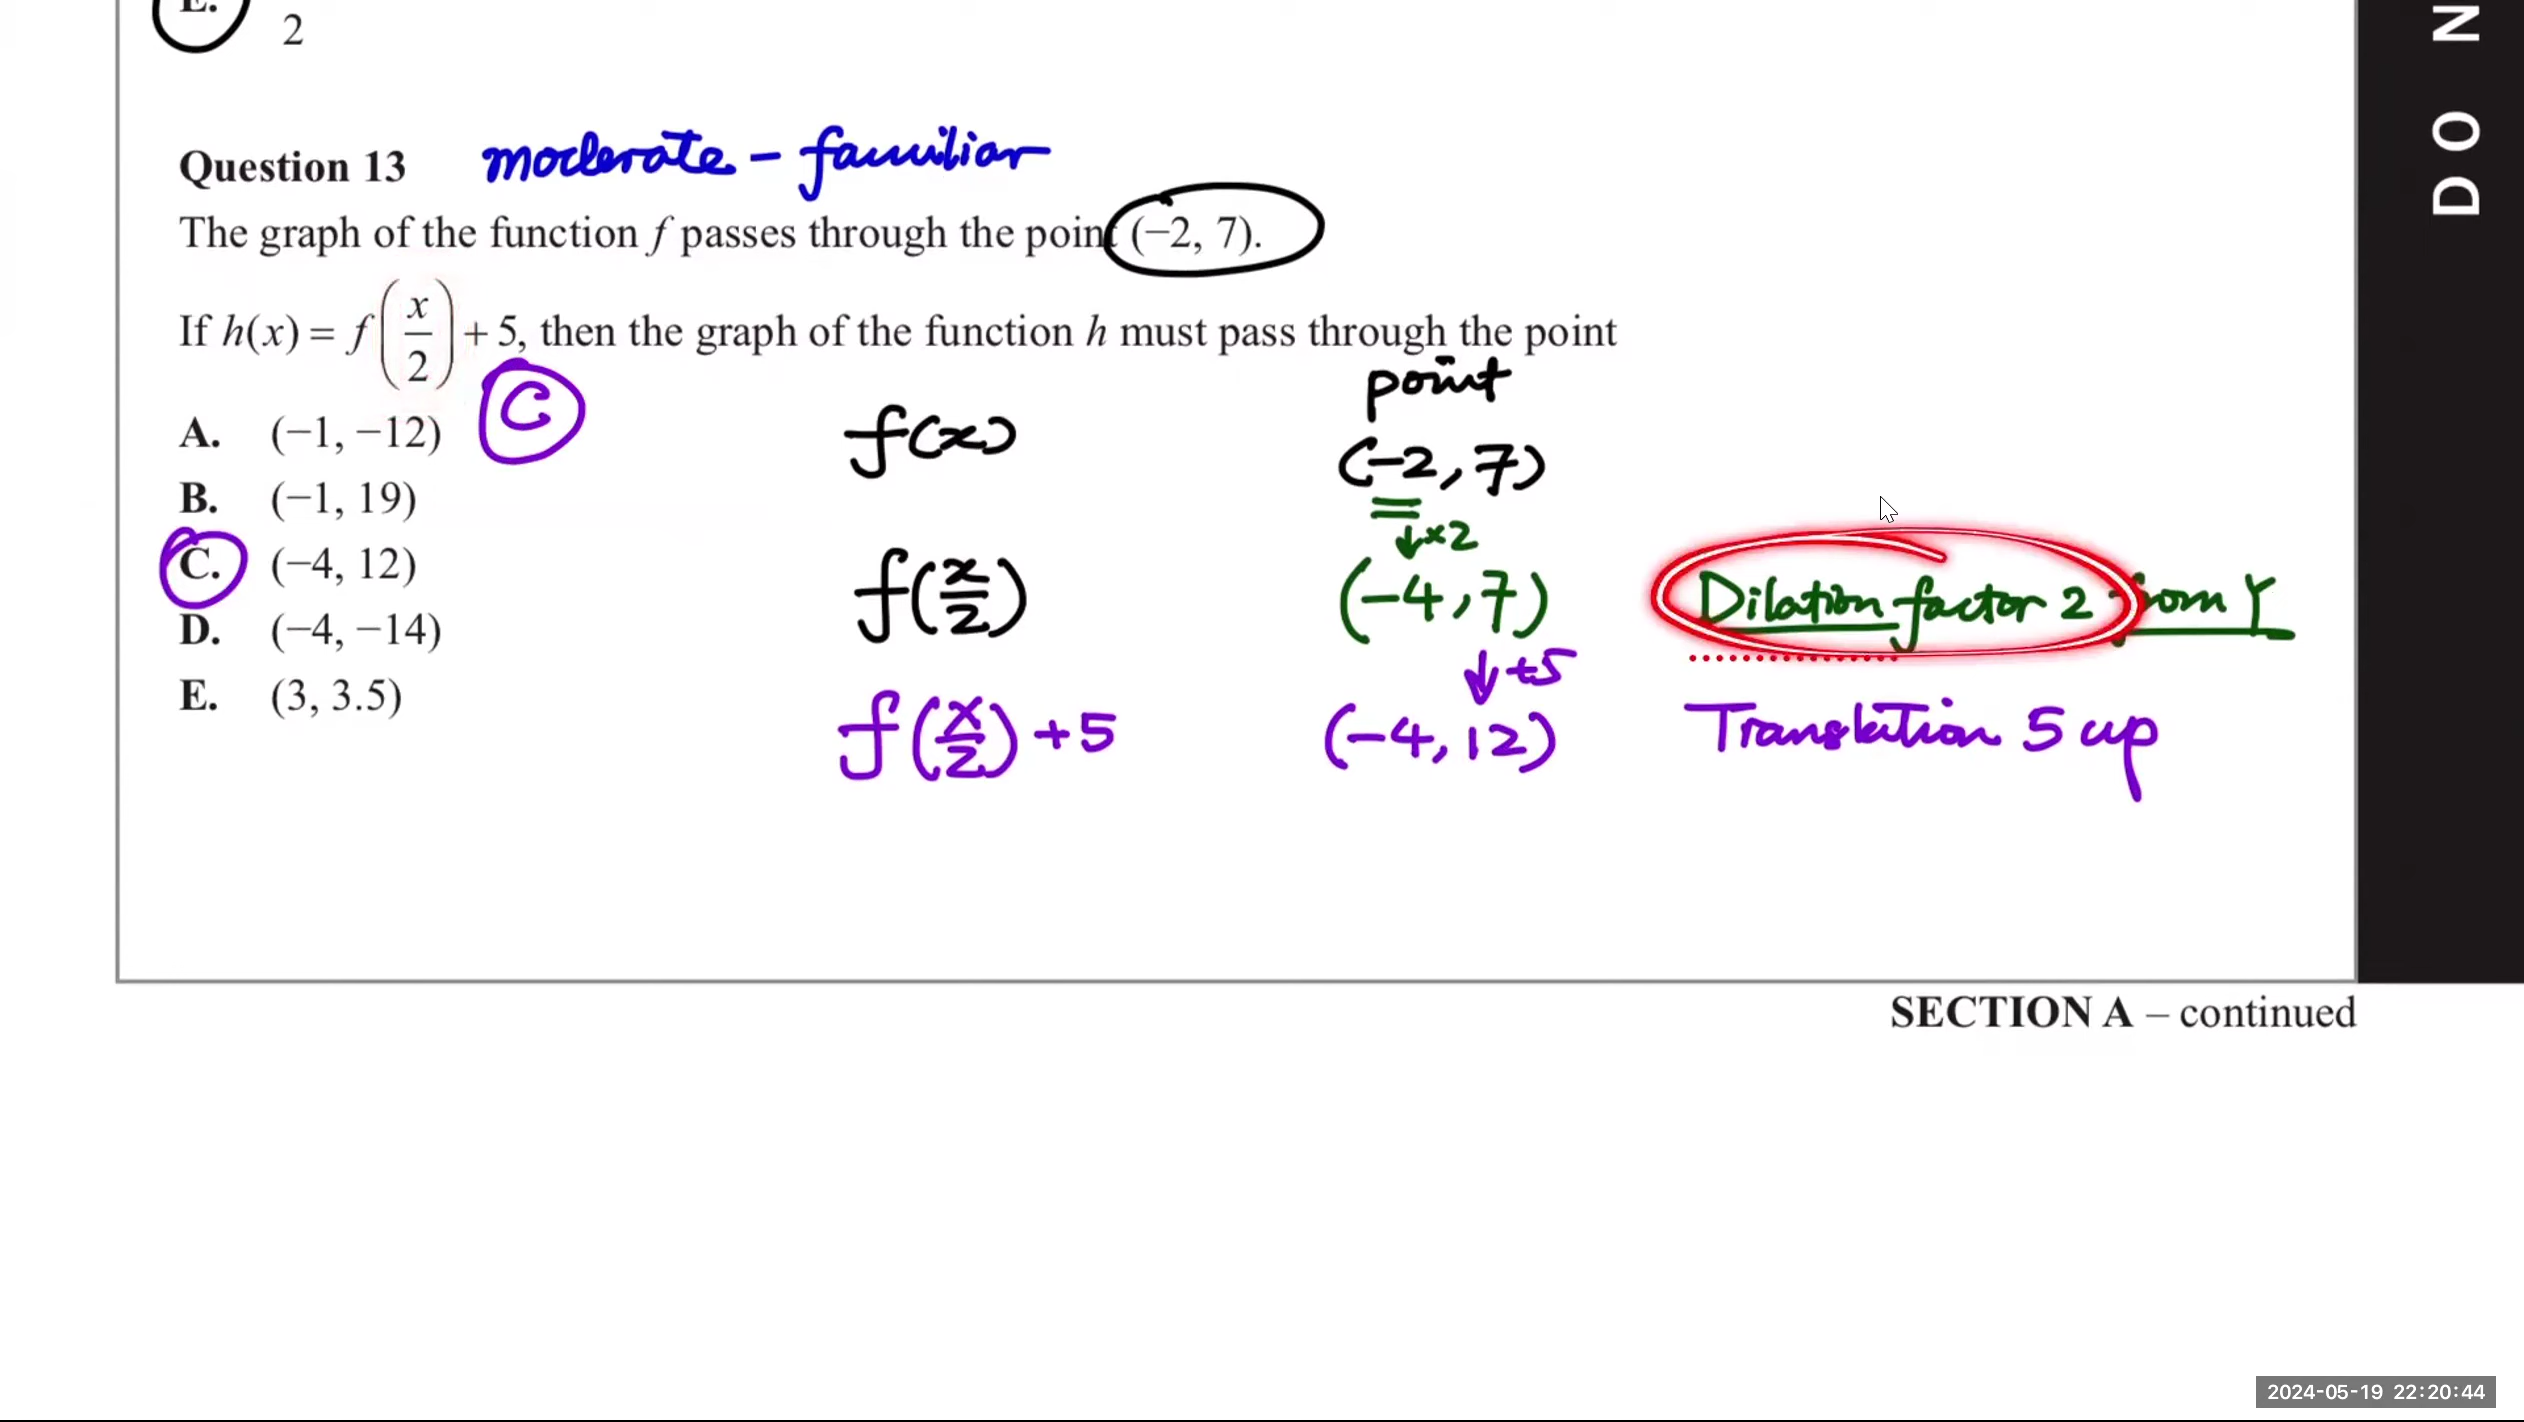 E.
2
Question 13 moderate - familiar
The graph of the function f passes through the point (−2, 7).
If h(x) = f(x/2) + 5, then the graph of the function h must pass through the point
point
A. (−1, −12) C f(x) (-2, 7)
B. (−1, 19)
↓×2
C. (−4, 12) f(x/2) (-4, 7) Dilation factor 2 from Y
D. (−4, −14)
↓+5
E. (3, 3.5) f(x/2) +5 (-4, 12) Translation 5 up
SECTION A – continued
DO N
2024-05-19 22:20:44